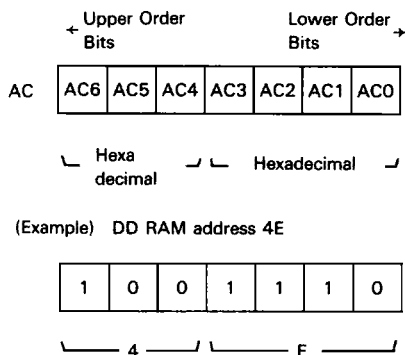 Upper Order Bits
Lower Order Bits
AC AC6 AC5 AC4 AC3 AC2 AC1 AC0
Hexa decimal
Hexadecimal
(Example) DD RAM address 4E
1 0 0 1 1 1 0
4 E